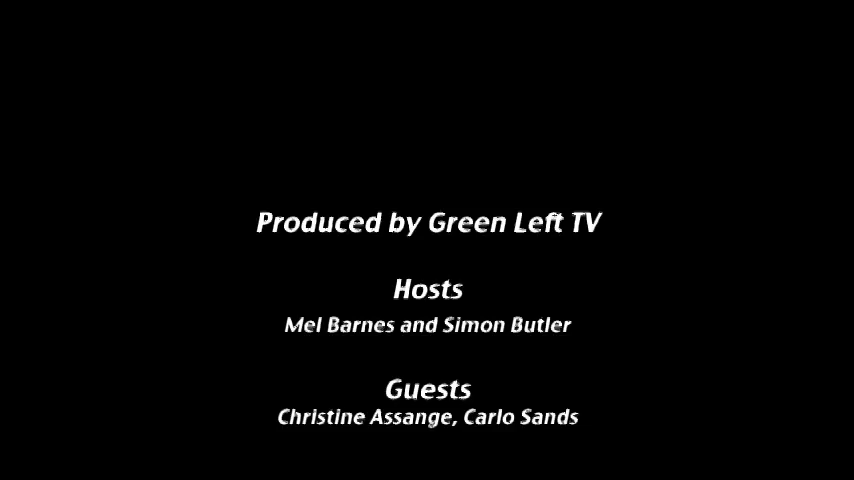 Produced by Green Left TV
Hosts
Mel Barnes and Simon Butler
Guests
Christine Assange, Carlo Sands